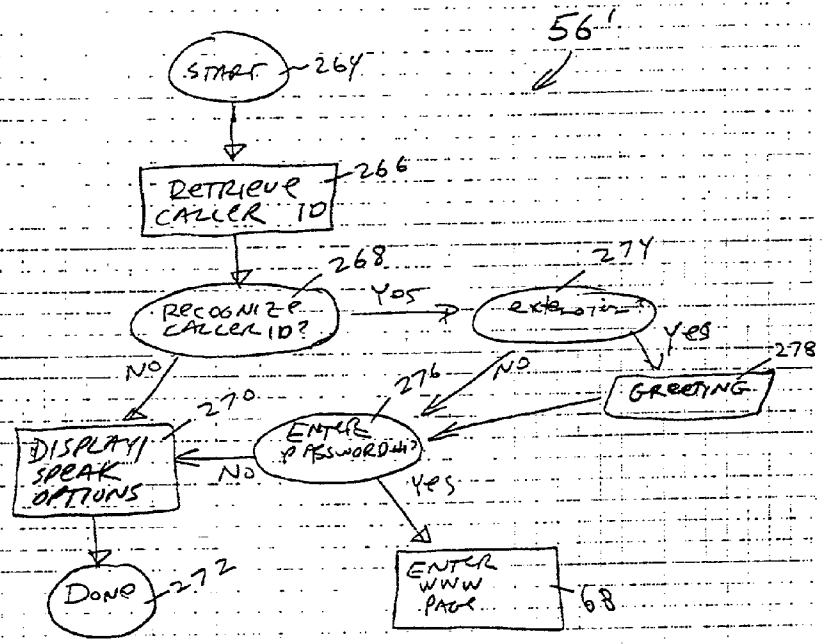 56'
START
264
266
RETRIEVE
CALLER ID
268
RECOGNIZE
CALLER ID?
YES
274
extension?
Yes
278
GREETING
NO
NO
276
ENTER
PASSWORD
270
DISPLAY/
SPEAK
OPTIONS
NO
Yes
DONE
272
ENTER
WWW
PAGE
68